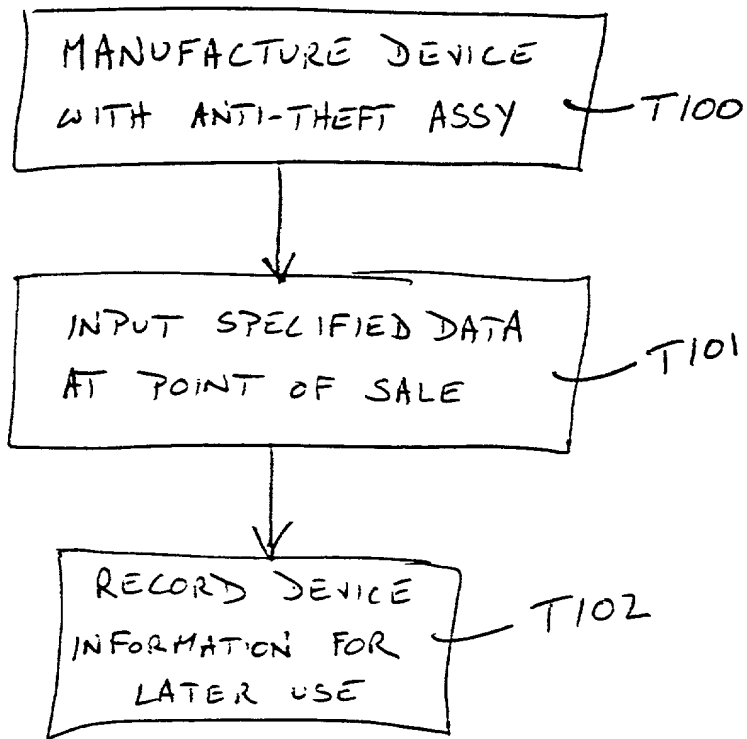 MANUFACTURE DEVICE
WITH ANTI-THEFT ASSY
T100
INPUT SPECIFIED DATA
AT POINT OF SALE
T101
RECORD DEVICE
INFORMATION FOR
LATER USE
T102